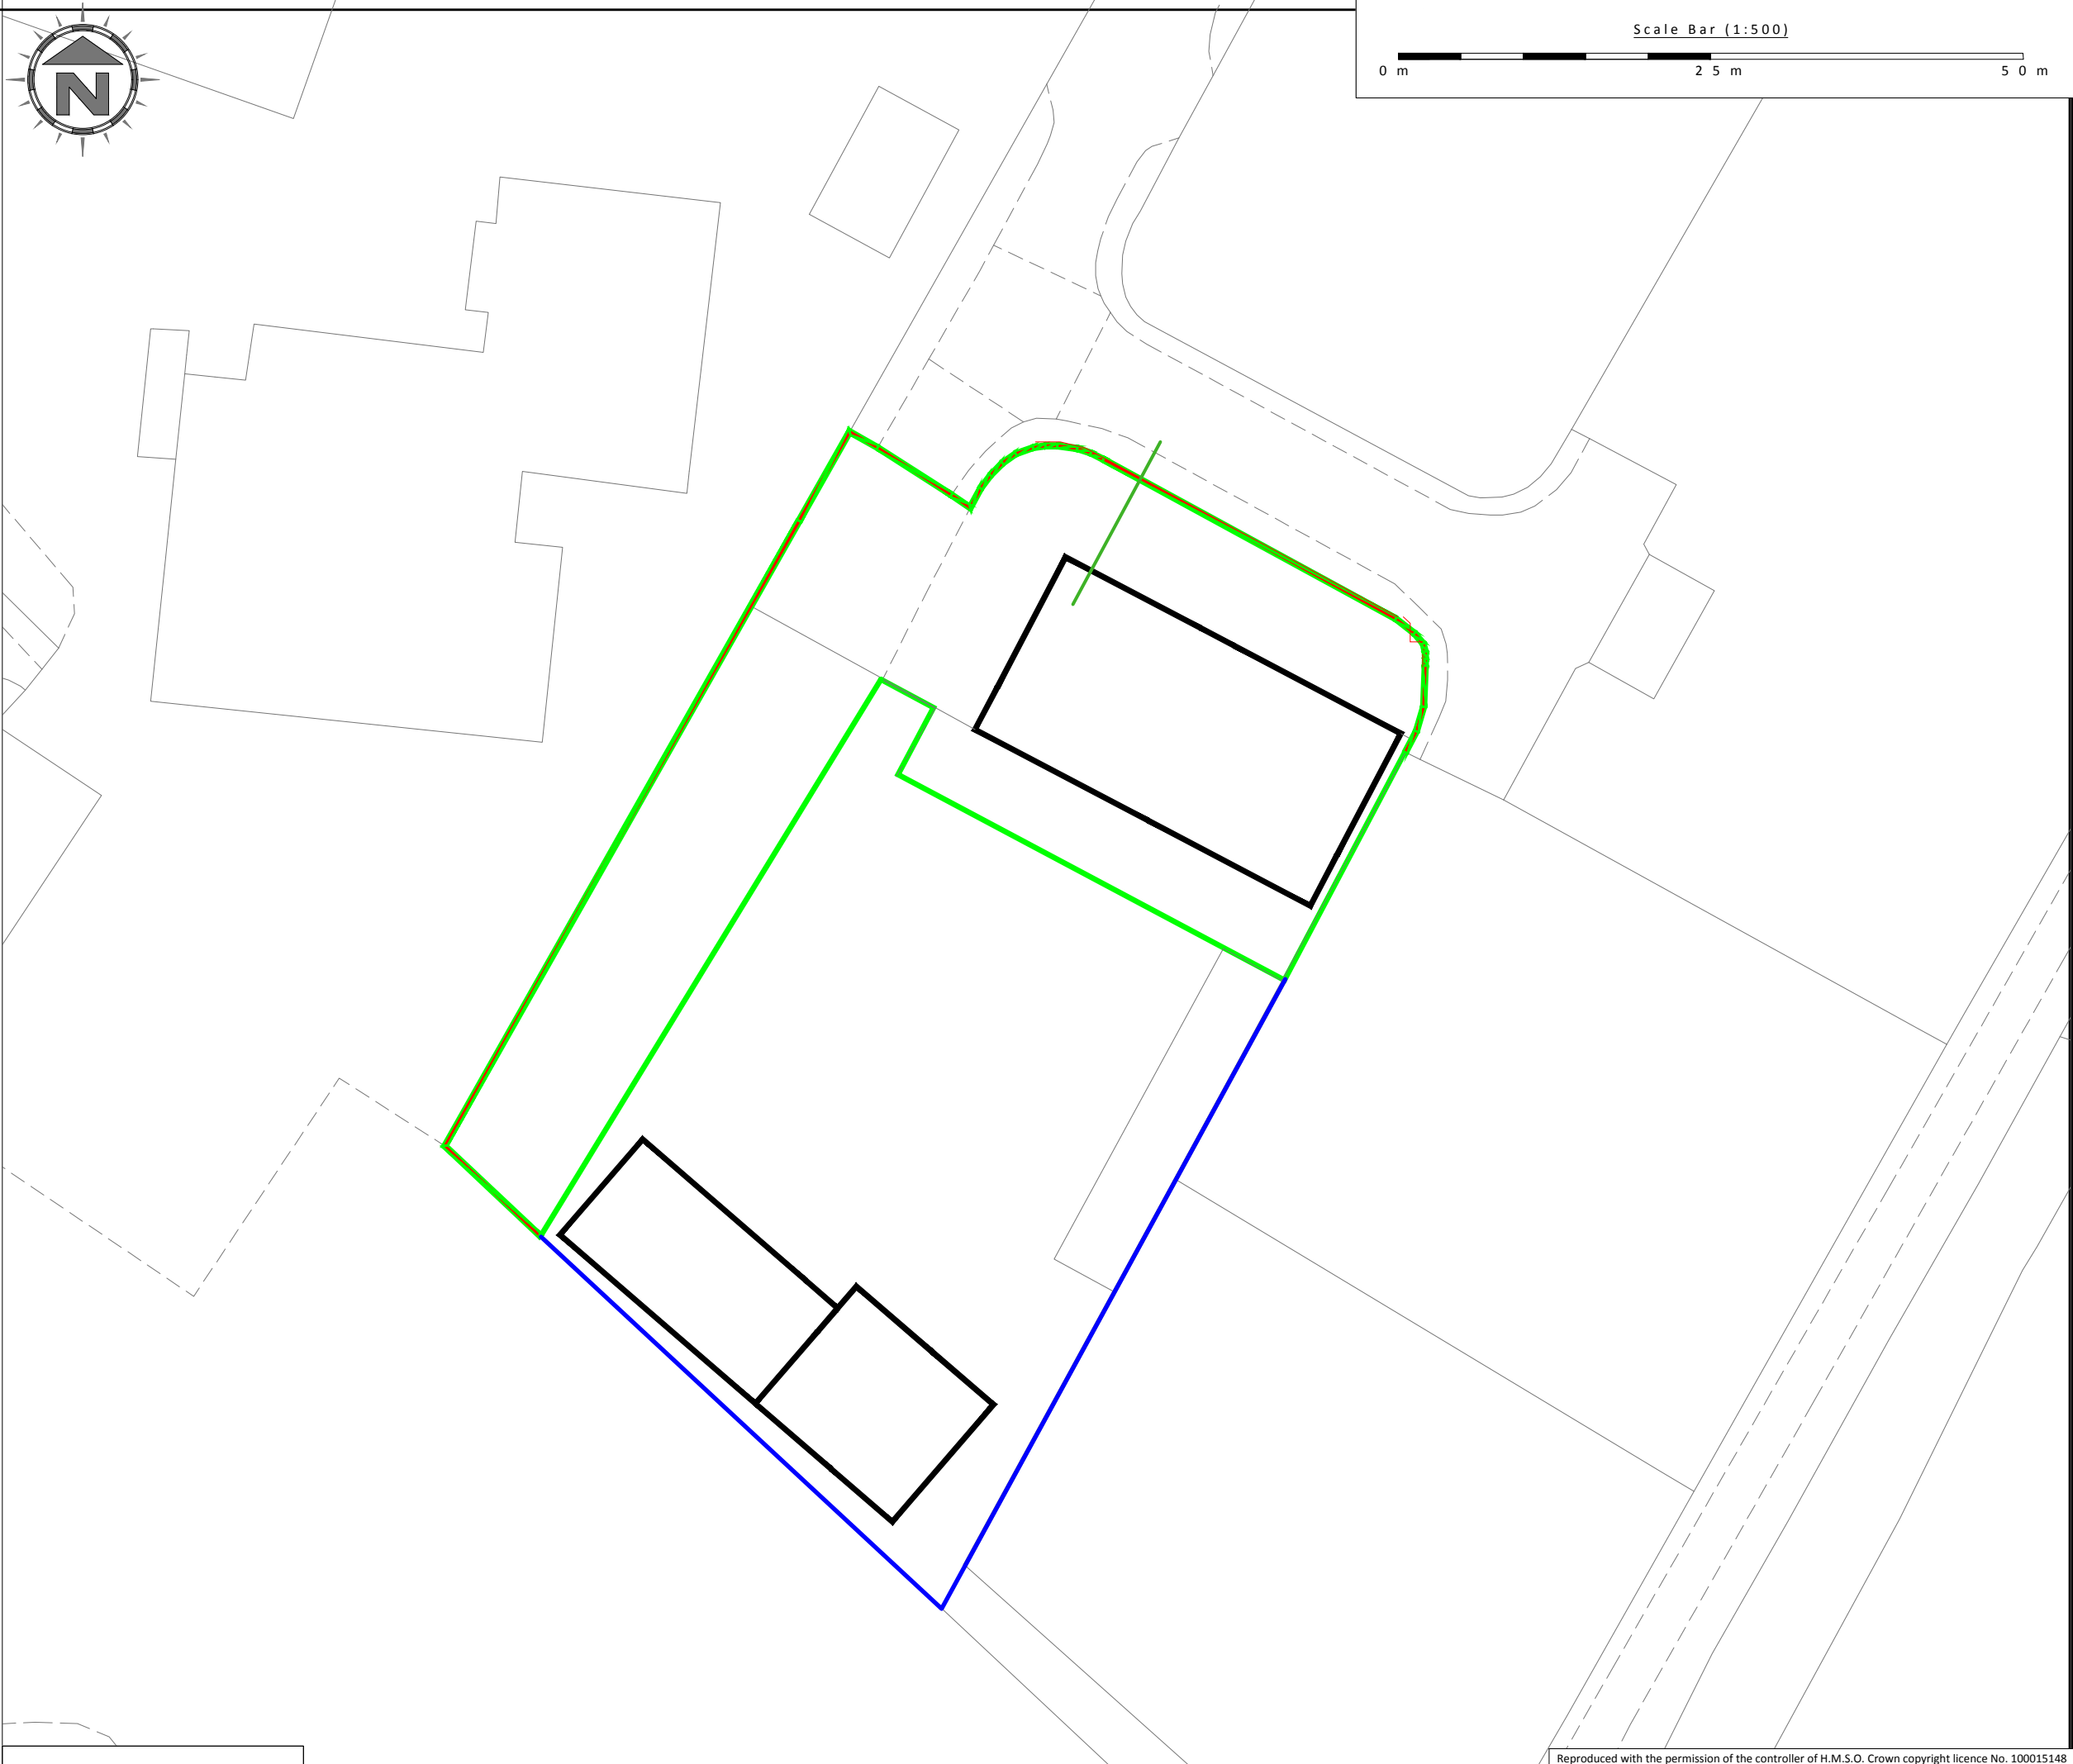 N
Scale Bar (1:500)
0 m 25 m 50 m
Reproduced with the permission of the controller of H.M.S.O. Crown copyright licence No. 100015148